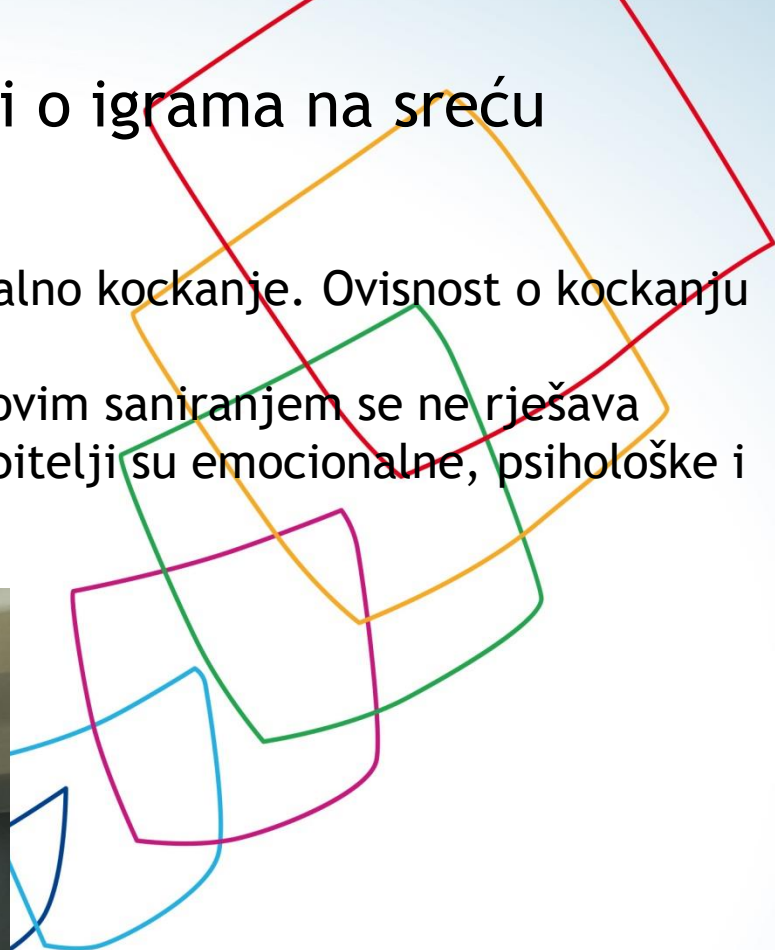 i o igrama na sreću
alno kockanje. Ovisnost o kockanju
ovim saniranjem se ne rješava
bitelji su emocionalne, psihološke i